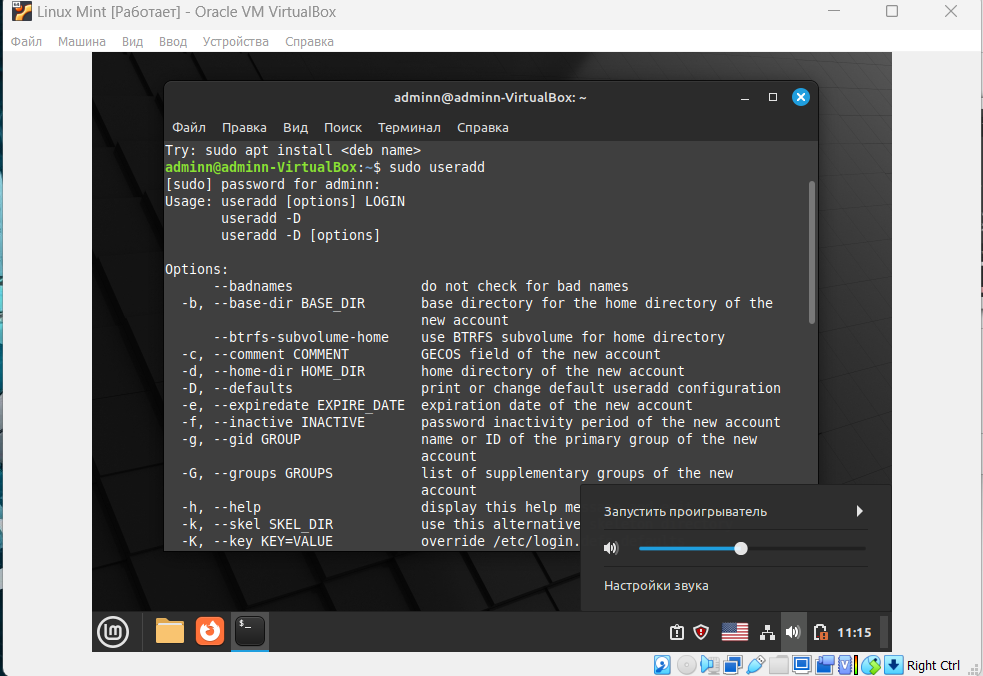 Linux Mint [Работает] - Oracle VM VirtualBox
Файл Машина Вид Ввод Устройства Справка
adminn@adminn-VirtualBox: ~
Файл Правка Вид Поиск Терминал Справка
Try: sudo apt install <deb name>
adminn@adminn-VirtualBox:~$ sudo useradd
[sudo] password for adminn:
Usage: useradd [options] LOGIN
       useradd -D
       useradd -D [options]

Options:
      --badnames                do not check for bad names
  -b, --base-dir BASE_DIR       base directory for the home directory of the
                                new account
      --btrfs-subvolume-home    use BTRFS subvolume for home directory
  -c, --comment COMMENT         GECOS field of the new account
  -d, --home-dir HOME_DIR       home directory of the new account
  -D, --defaults                print or change default useradd configuration
  -e, --expiredate EXPIRE_DATE  expiration date of the new account
  -f, --inactive INACTIVE       password inactivity period of the new account
  -g, --gid GROUP               name or ID of the primary group of the new
                                account
  -G, --groups GROUPS           list of supplementary groups of the new
                                account
  -h, --help                    display this help me
  -k, --skel SKEL_DIR           use this alternative
  -K, --key KEY=VALUE           override /etc/login.
Запустить проигрыватель
Настройки звука
$_
11:15
Right Ctrl